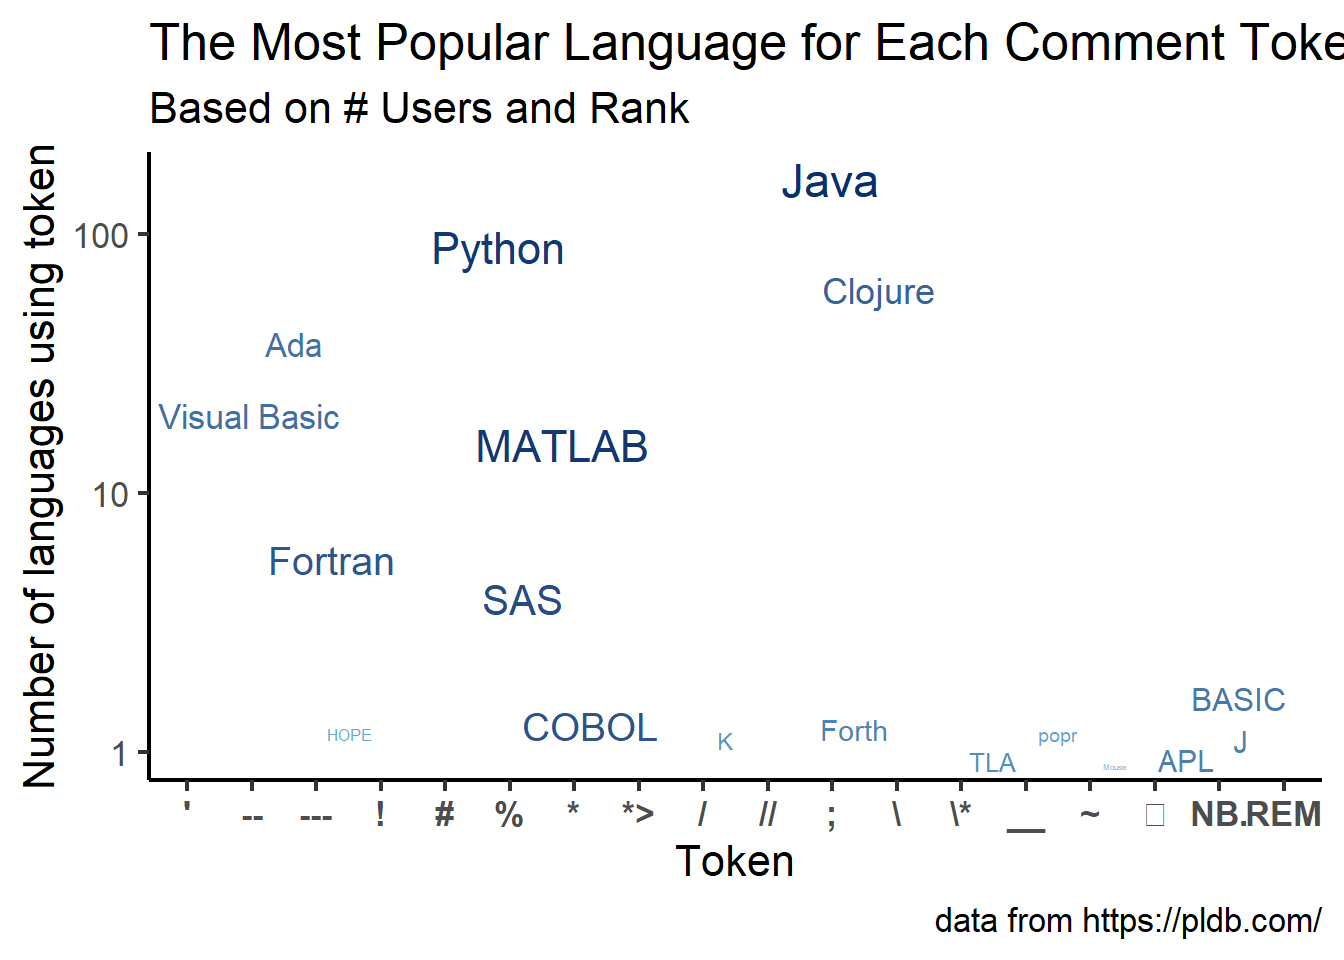 The Most Popular Language for Each Comment Toke
Based on # Users and Rank
Number of languages using token
100
10
1
Java
Python
Clojure
Ada
Visual Basic
MATLAB
Fortran
SAS
BASIC
COBOL
HOPE
K
Forth
popr
J
TLA
Mouse
APL
' -- --- ! # % * *> / // ; \ \* __ ~ NB. REM
Token
data from https://pldb.com/